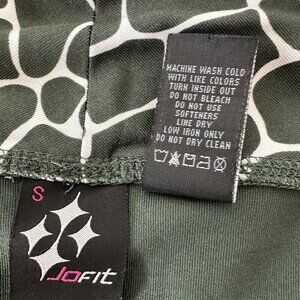 MACHINE WASH COLD
WITH LIKE COLORS
TURN INSIDE OUT
DO NOT BLEACH
DO NOT USE
SOFTENERS
LINE DRY
LOW IRON ONLY
DO NOT DRY CLEAN
S
JOFIT